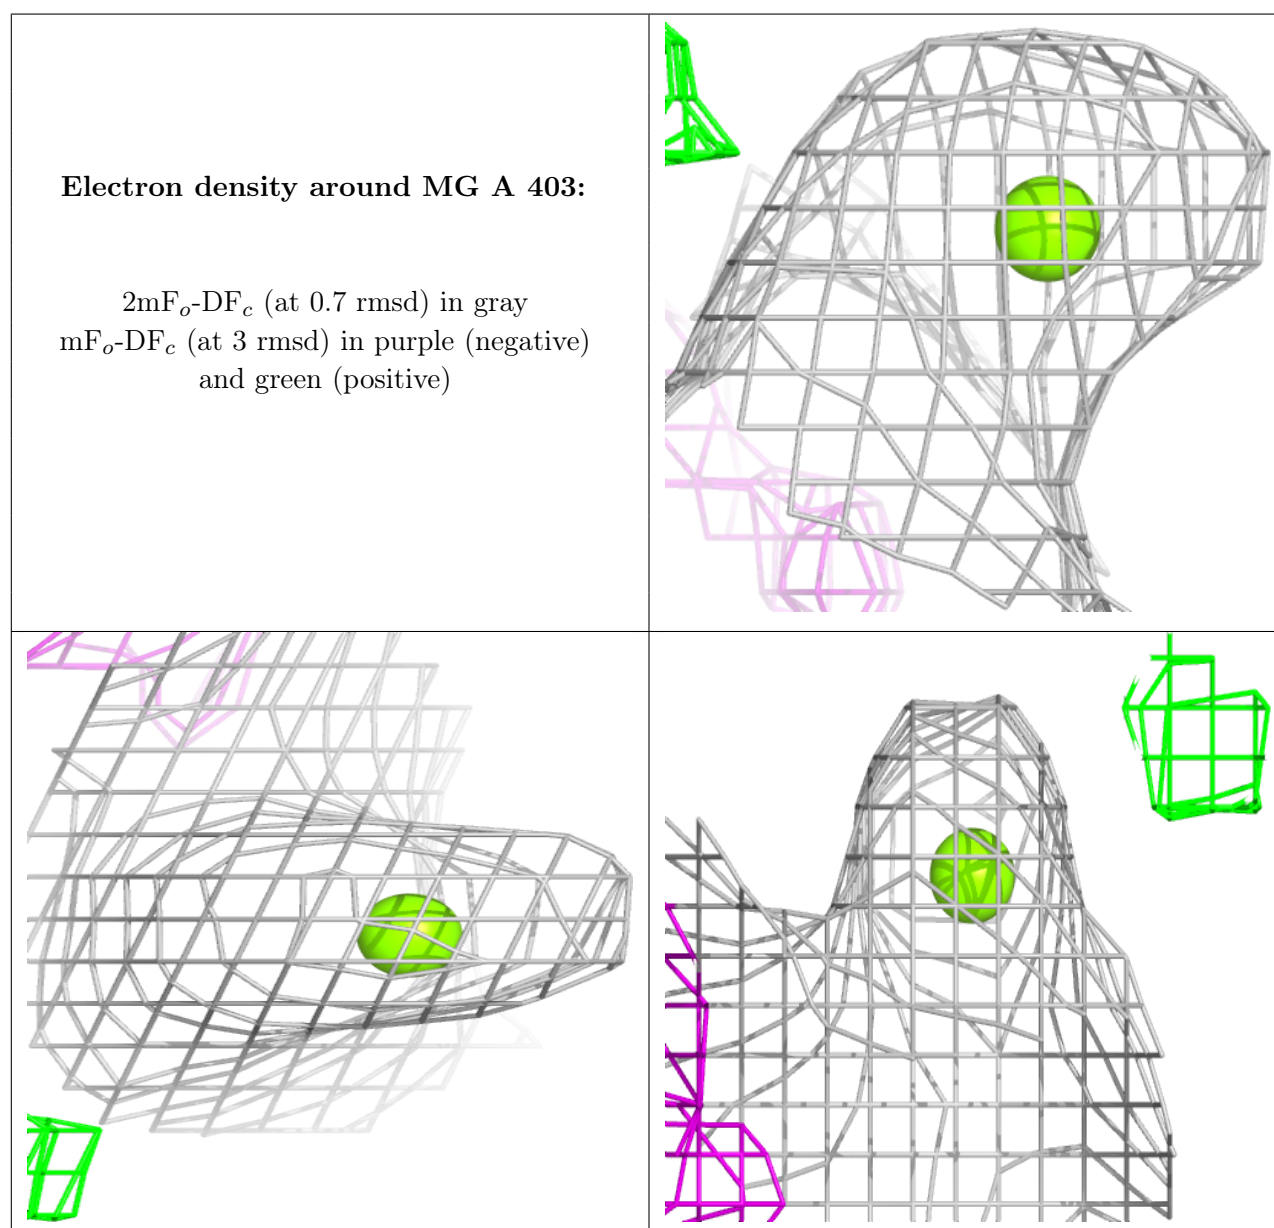 Electron density around MG A 403:
2mFo-DFc (at 0.7 rmsd) in gray
mFo-DFc (at 3 rmsd) in purple (negative)
and green (positive)